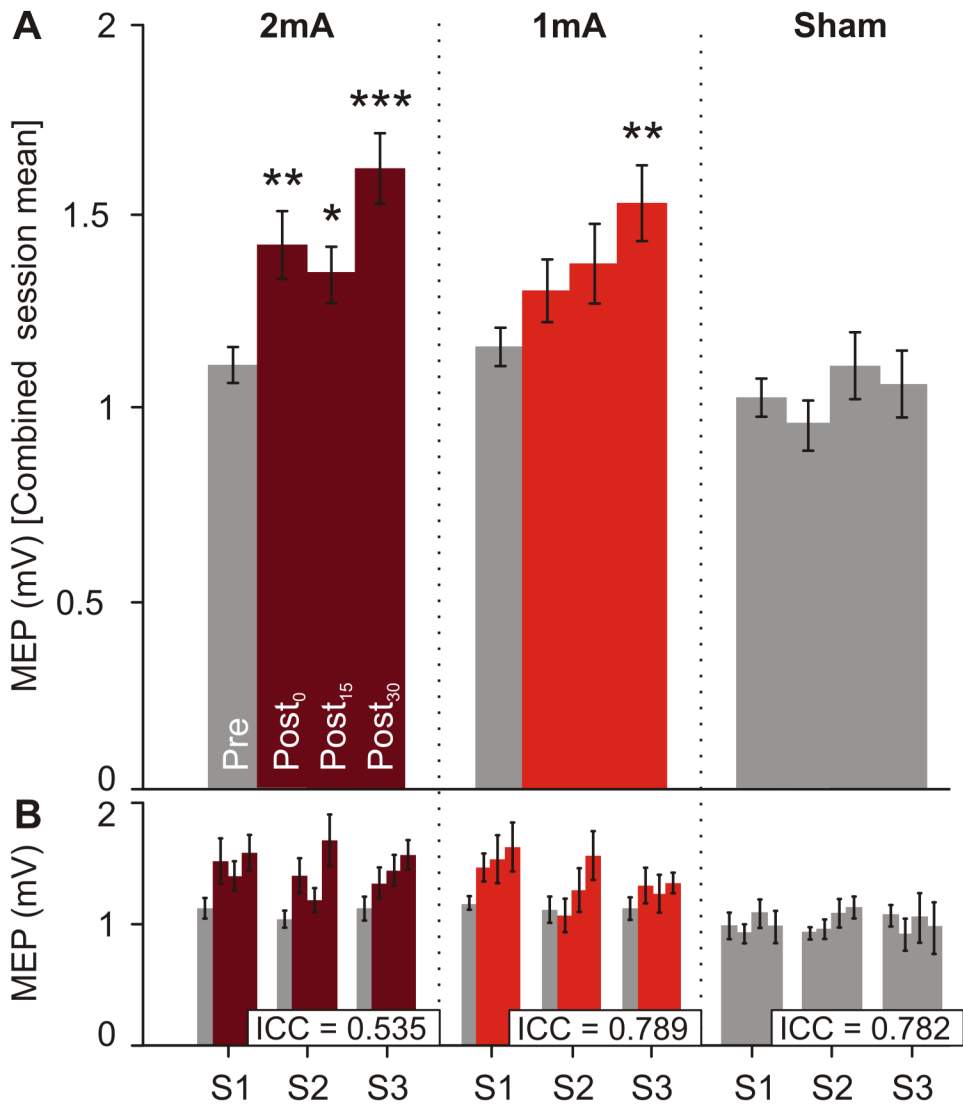 A
2mA
1mA
Sham
MEP (mV) [Combined session mean]
2
1.5
1
0.5
0
***
**
*
**
Pre
Post₀
Post₁₅
Post₃₀
B
MEP (mV)
2
1
0
ICC = 0.535
ICC = 0.789
ICC = 0.782
S1 S2 S3 S1 S2 S3 S1 S2 S3